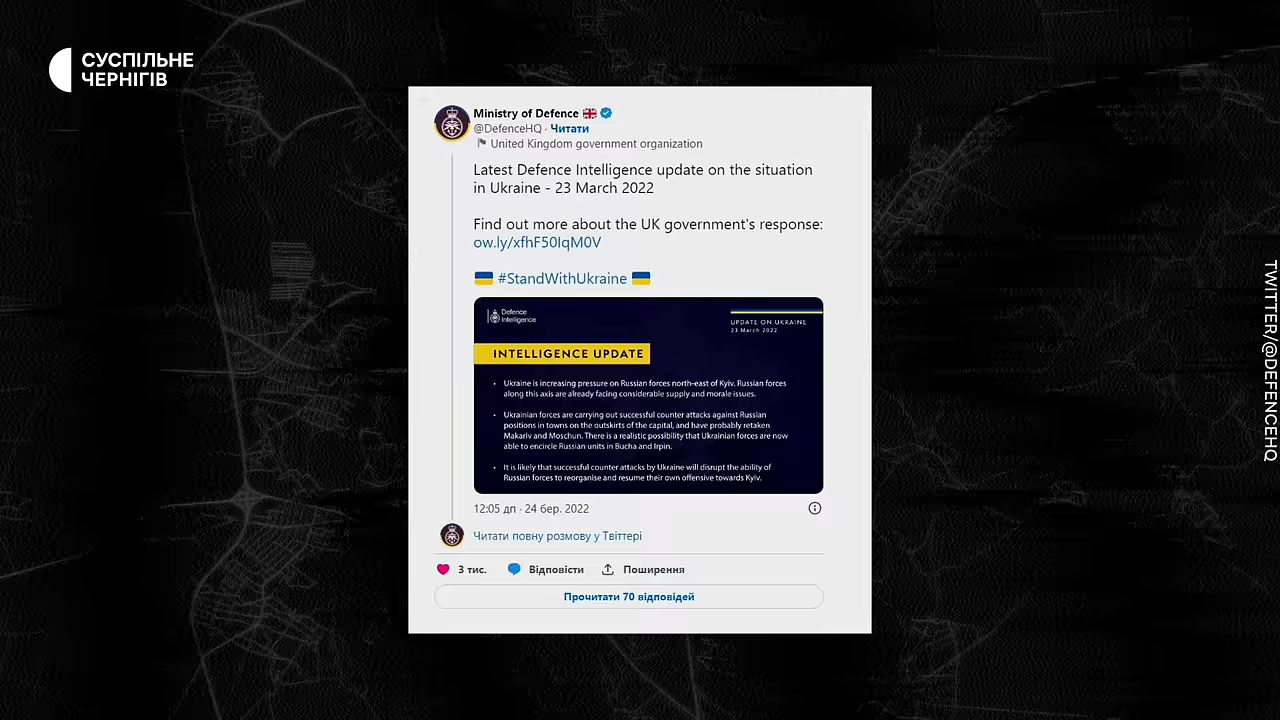 СУСПІЛЬНЕ
ЧЕРНІГІВ
Ministry of Defence
@DefenceHQ · Читати
United Kingdom government organization
Latest Defence Intelligence update on the situation
in Ukraine - 23 March 2022
Find out more about the UK government's response:
ow.ly/xfhF50IqM0V
#StandWithUkraine
Defence
Intelligence
UPDATE ON UKRAINE
23 March 2022
INTELLIGENCE UPDATE
• Ukraine is increasing pressure on Russian forces north-east of Kyiv. Russian forces
along this axis are already facing considerable supply and morale issues.
• Ukrainian forces are carrying out successful counter attacks against Russian
positions in towns on the outskirts of the capital, and have probably retaken
Makariv and Moschun. There is a realistic possibility that Ukrainian forces are now
able to encircle Russian units in Bucha and Irpin.
• It is likely that successful counter attacks by Ukraine will disrupt the ability of
Russian forces to reorganise and resume their own offensive towards Kyiv.
12:05 дп · 24 бер. 2022
Читати повну розмову у Твіттері
3 тис. Відповісти Поширення
Прочитати 70 відповідей
TWITTER/@DEFENCEHQ